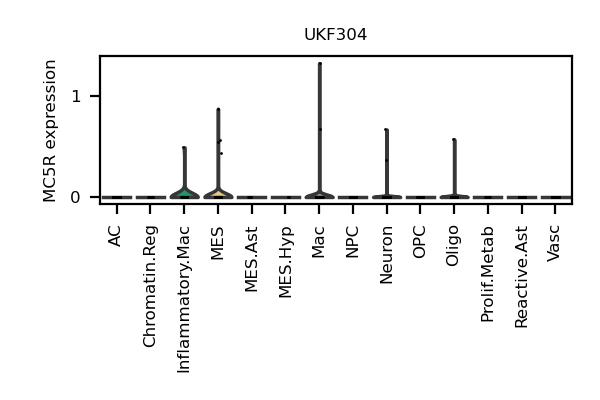 UKF304
MC5R expression
1
0
AC
Chromatin.Reg
Inflammatory.Mac
MES
MES.Ast
MES.Hyp
Mac
NPC
Neuron
OPC
Oligo
Prolif.Metab
Reactive.Ast
Vasc